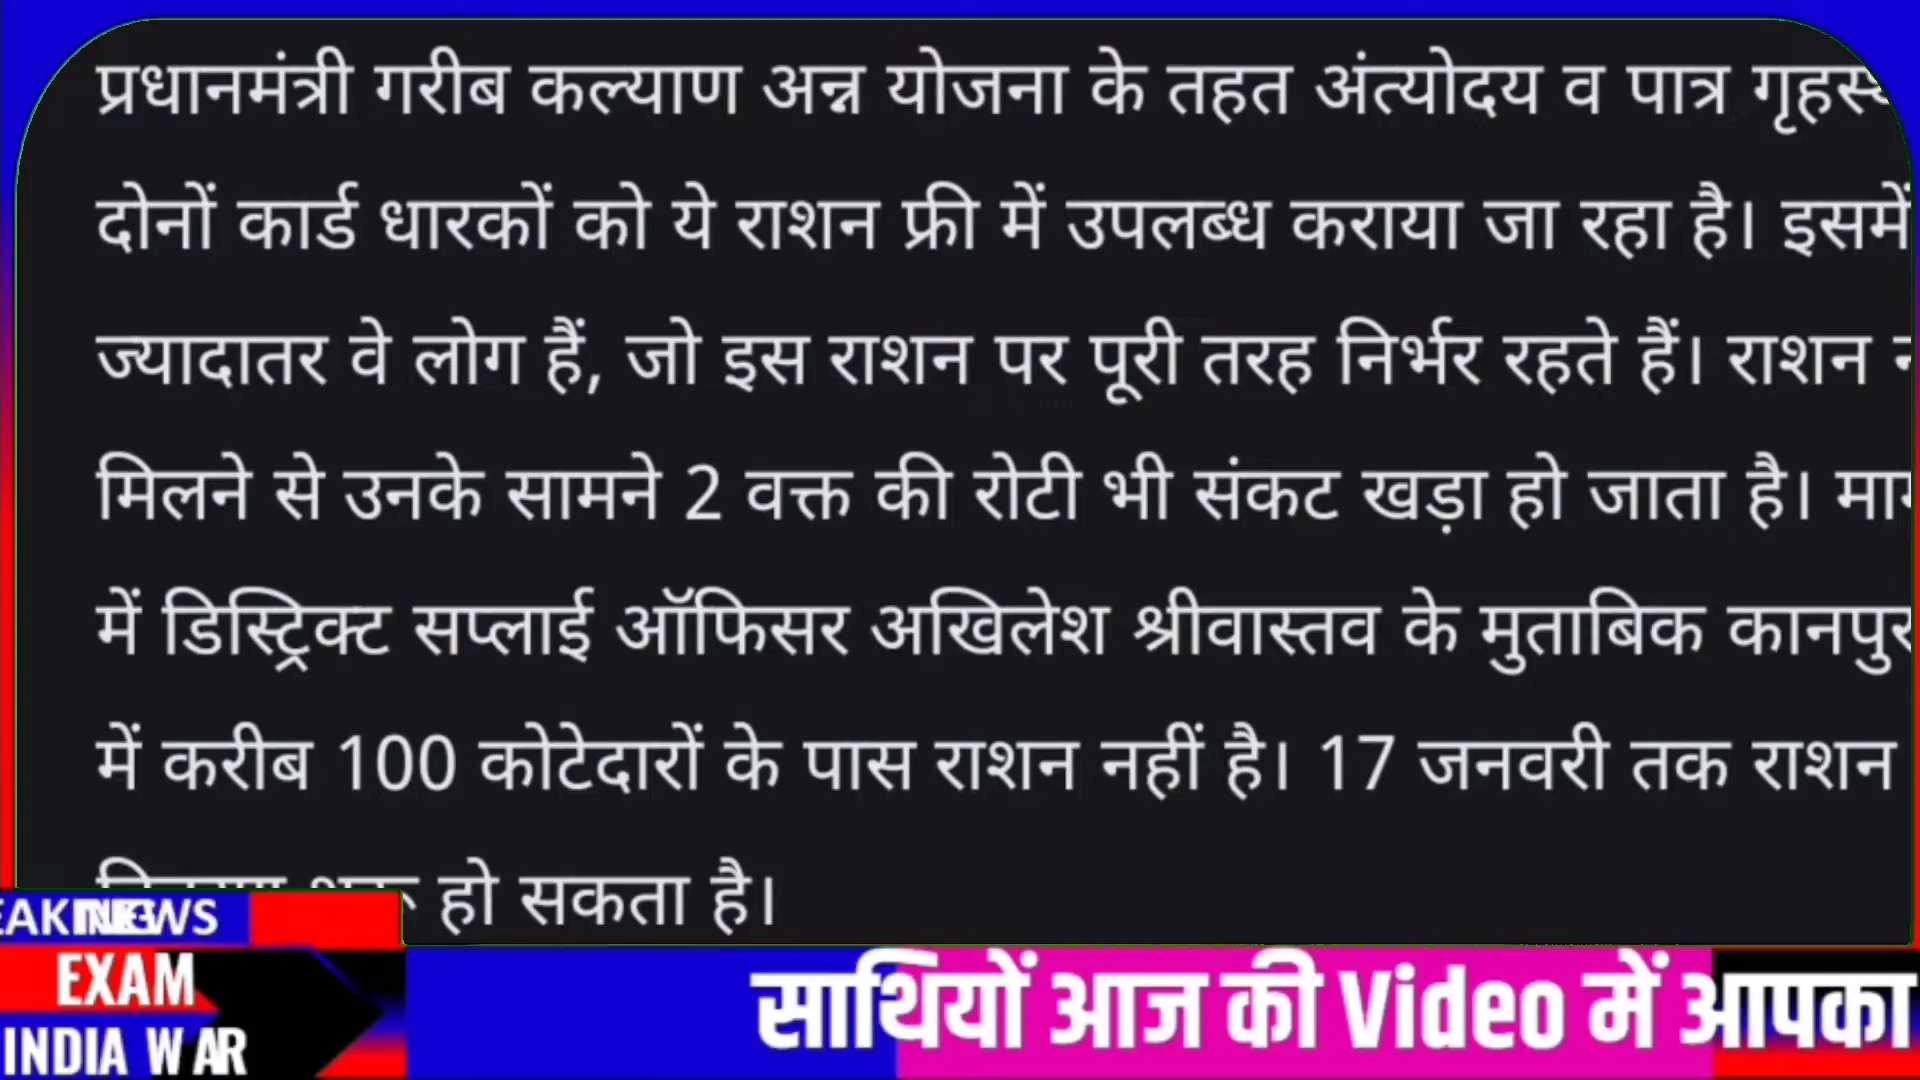 प्रधानमंत्री गरीब कल्याण अन्न योजना के तहत अंत्योदय व पात्र
दोनों कार्ड धारकों को ये राशन फ्री में उपलब्ध कराया जा रहा है। इसमें
ज्यादातर वे लोग हैं, जो इस राशन पर पूरी तरह निर्भर रहते हैं। राशन
मिलने से उनके सामने 2 वक्त की रोटी भी संकट खड़ा हो जाता है।
में डिस्ट्रिक्ट सप्लाई ऑफिसर अखिलेश श्रीवास्तव के मुताबिक कानपुर
में करीब 100 कोटेदारों के पास राशन नहीं है। 17 जनवरी तक राशन
हो सकता है।
NEWS
EXAM
INDIA WAR
साथियों आज की Video में आपका